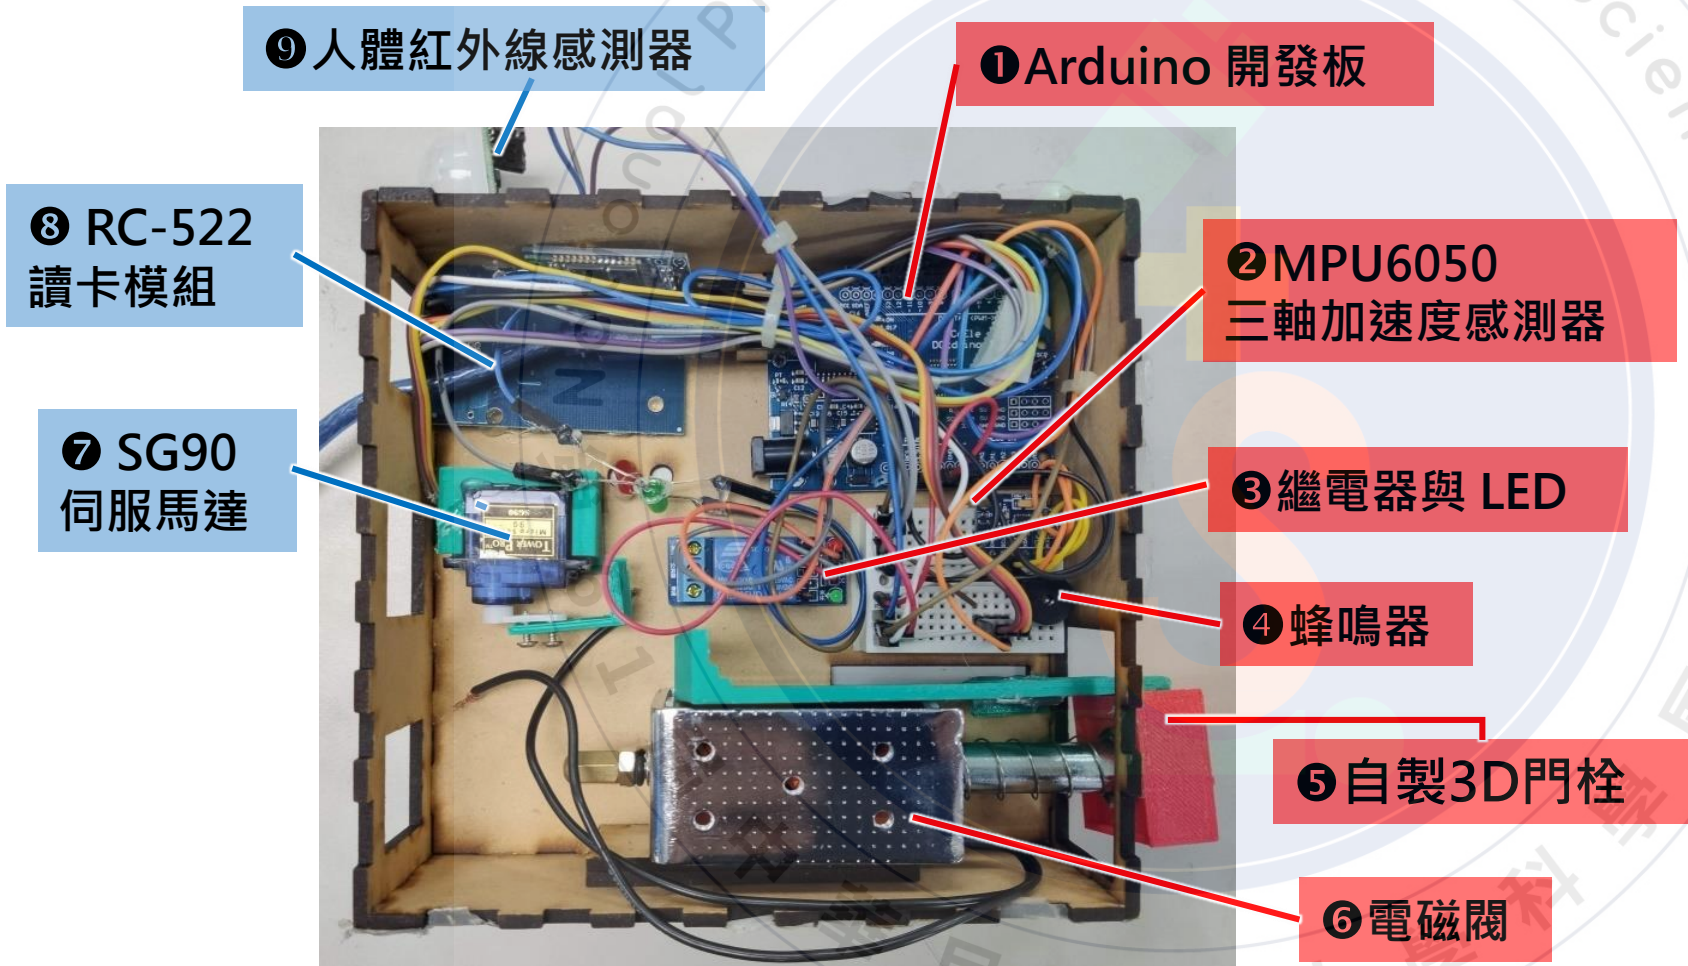 ❾人體紅外線感測器
❶Arduino 開發板
❽ RC-522
讀卡模組
❷MPU6050
三軸加速度感測器
❼ SG90
伺服馬達
❸繼電器與 LED
❹蜂鳴器
❺自製3D門栓
❻電磁閥